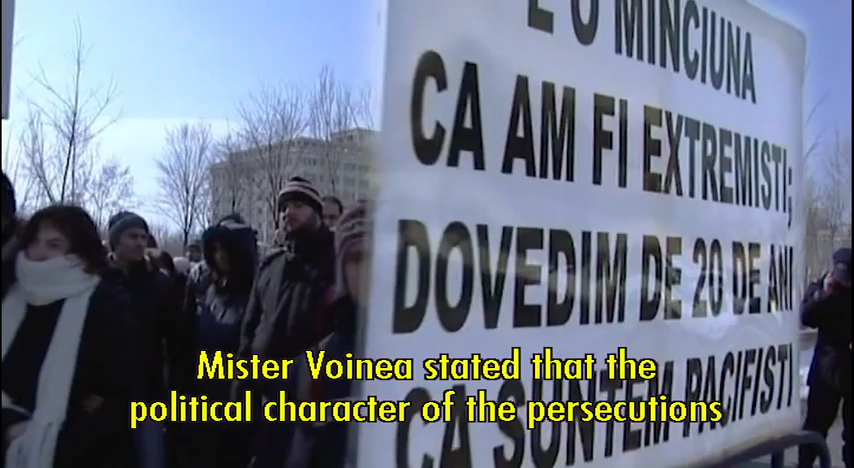 E O MINCIUNA
CA AM FI EXTREMISTI;
DOVEDIM DE 20 DE ANI
CA SUNTEM PACIFISTI
Mister Voinea stated that the
political character of the persecutions